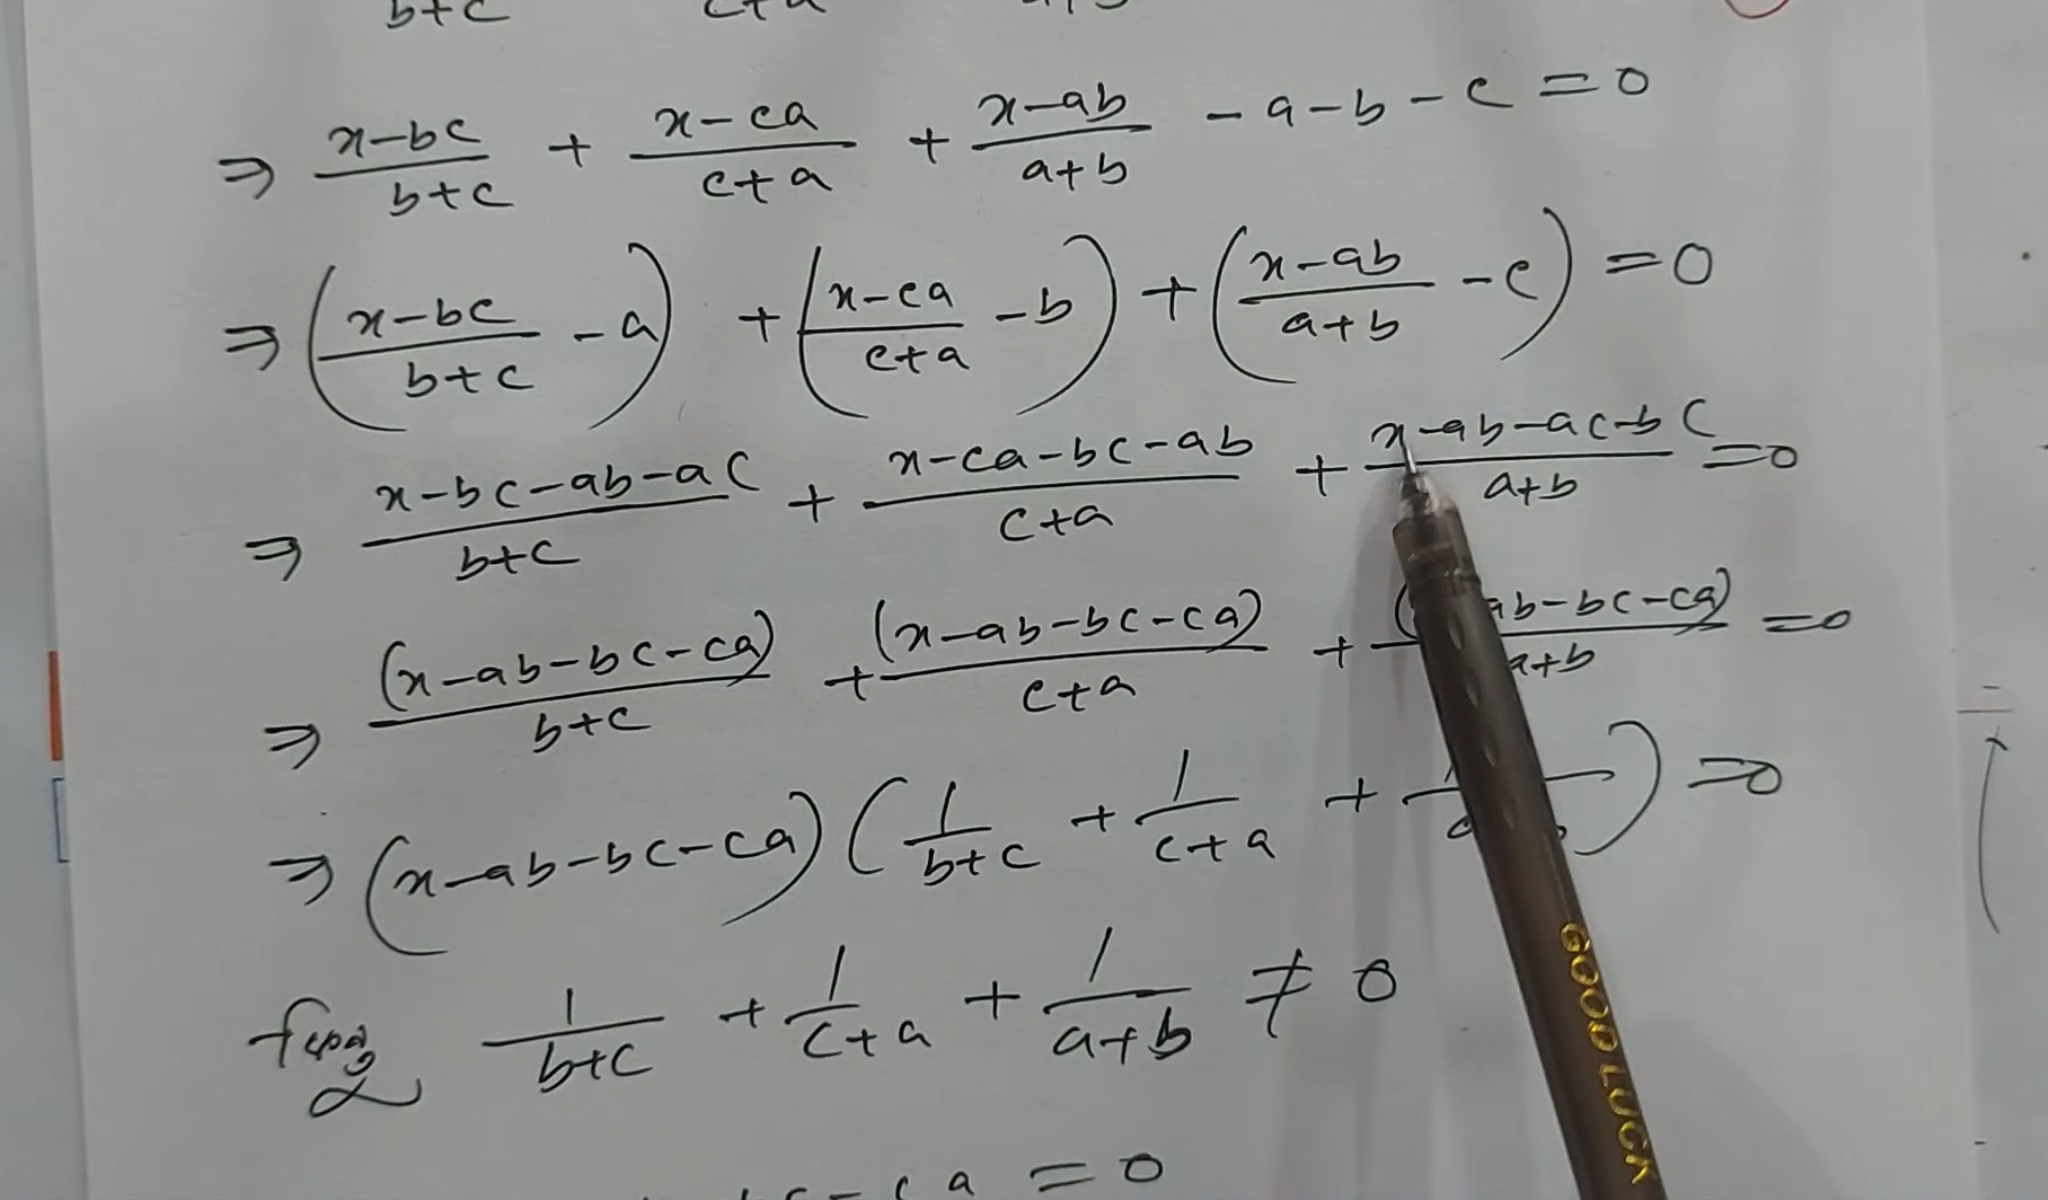 b+c c+a
⇒ x-bc/b+c + x-ca/c+a + x-ab/a+b - a - b - c = 0
⇒ (x-bc/b+c - a) + (x-ca/c+a - b) + (x-ab/a+b - c) = 0
⇒ x-bc-ab-ac/b+c + x-ca-bc-ab/c+a + x-ab-ac-bc/a+b = 0
⇒ (x-ab-bc-ca)/b+c + (x-ab-bc-ca)/c+a + ab-bc-ca)/a+b = 0
⇒ (x-ab-bc-ca) (1/b+c + 1/c+a + ) = 0
1/b+c + 1/c+a + 1/a+b ≠ 0
- ca = 0
GOOD LUCK